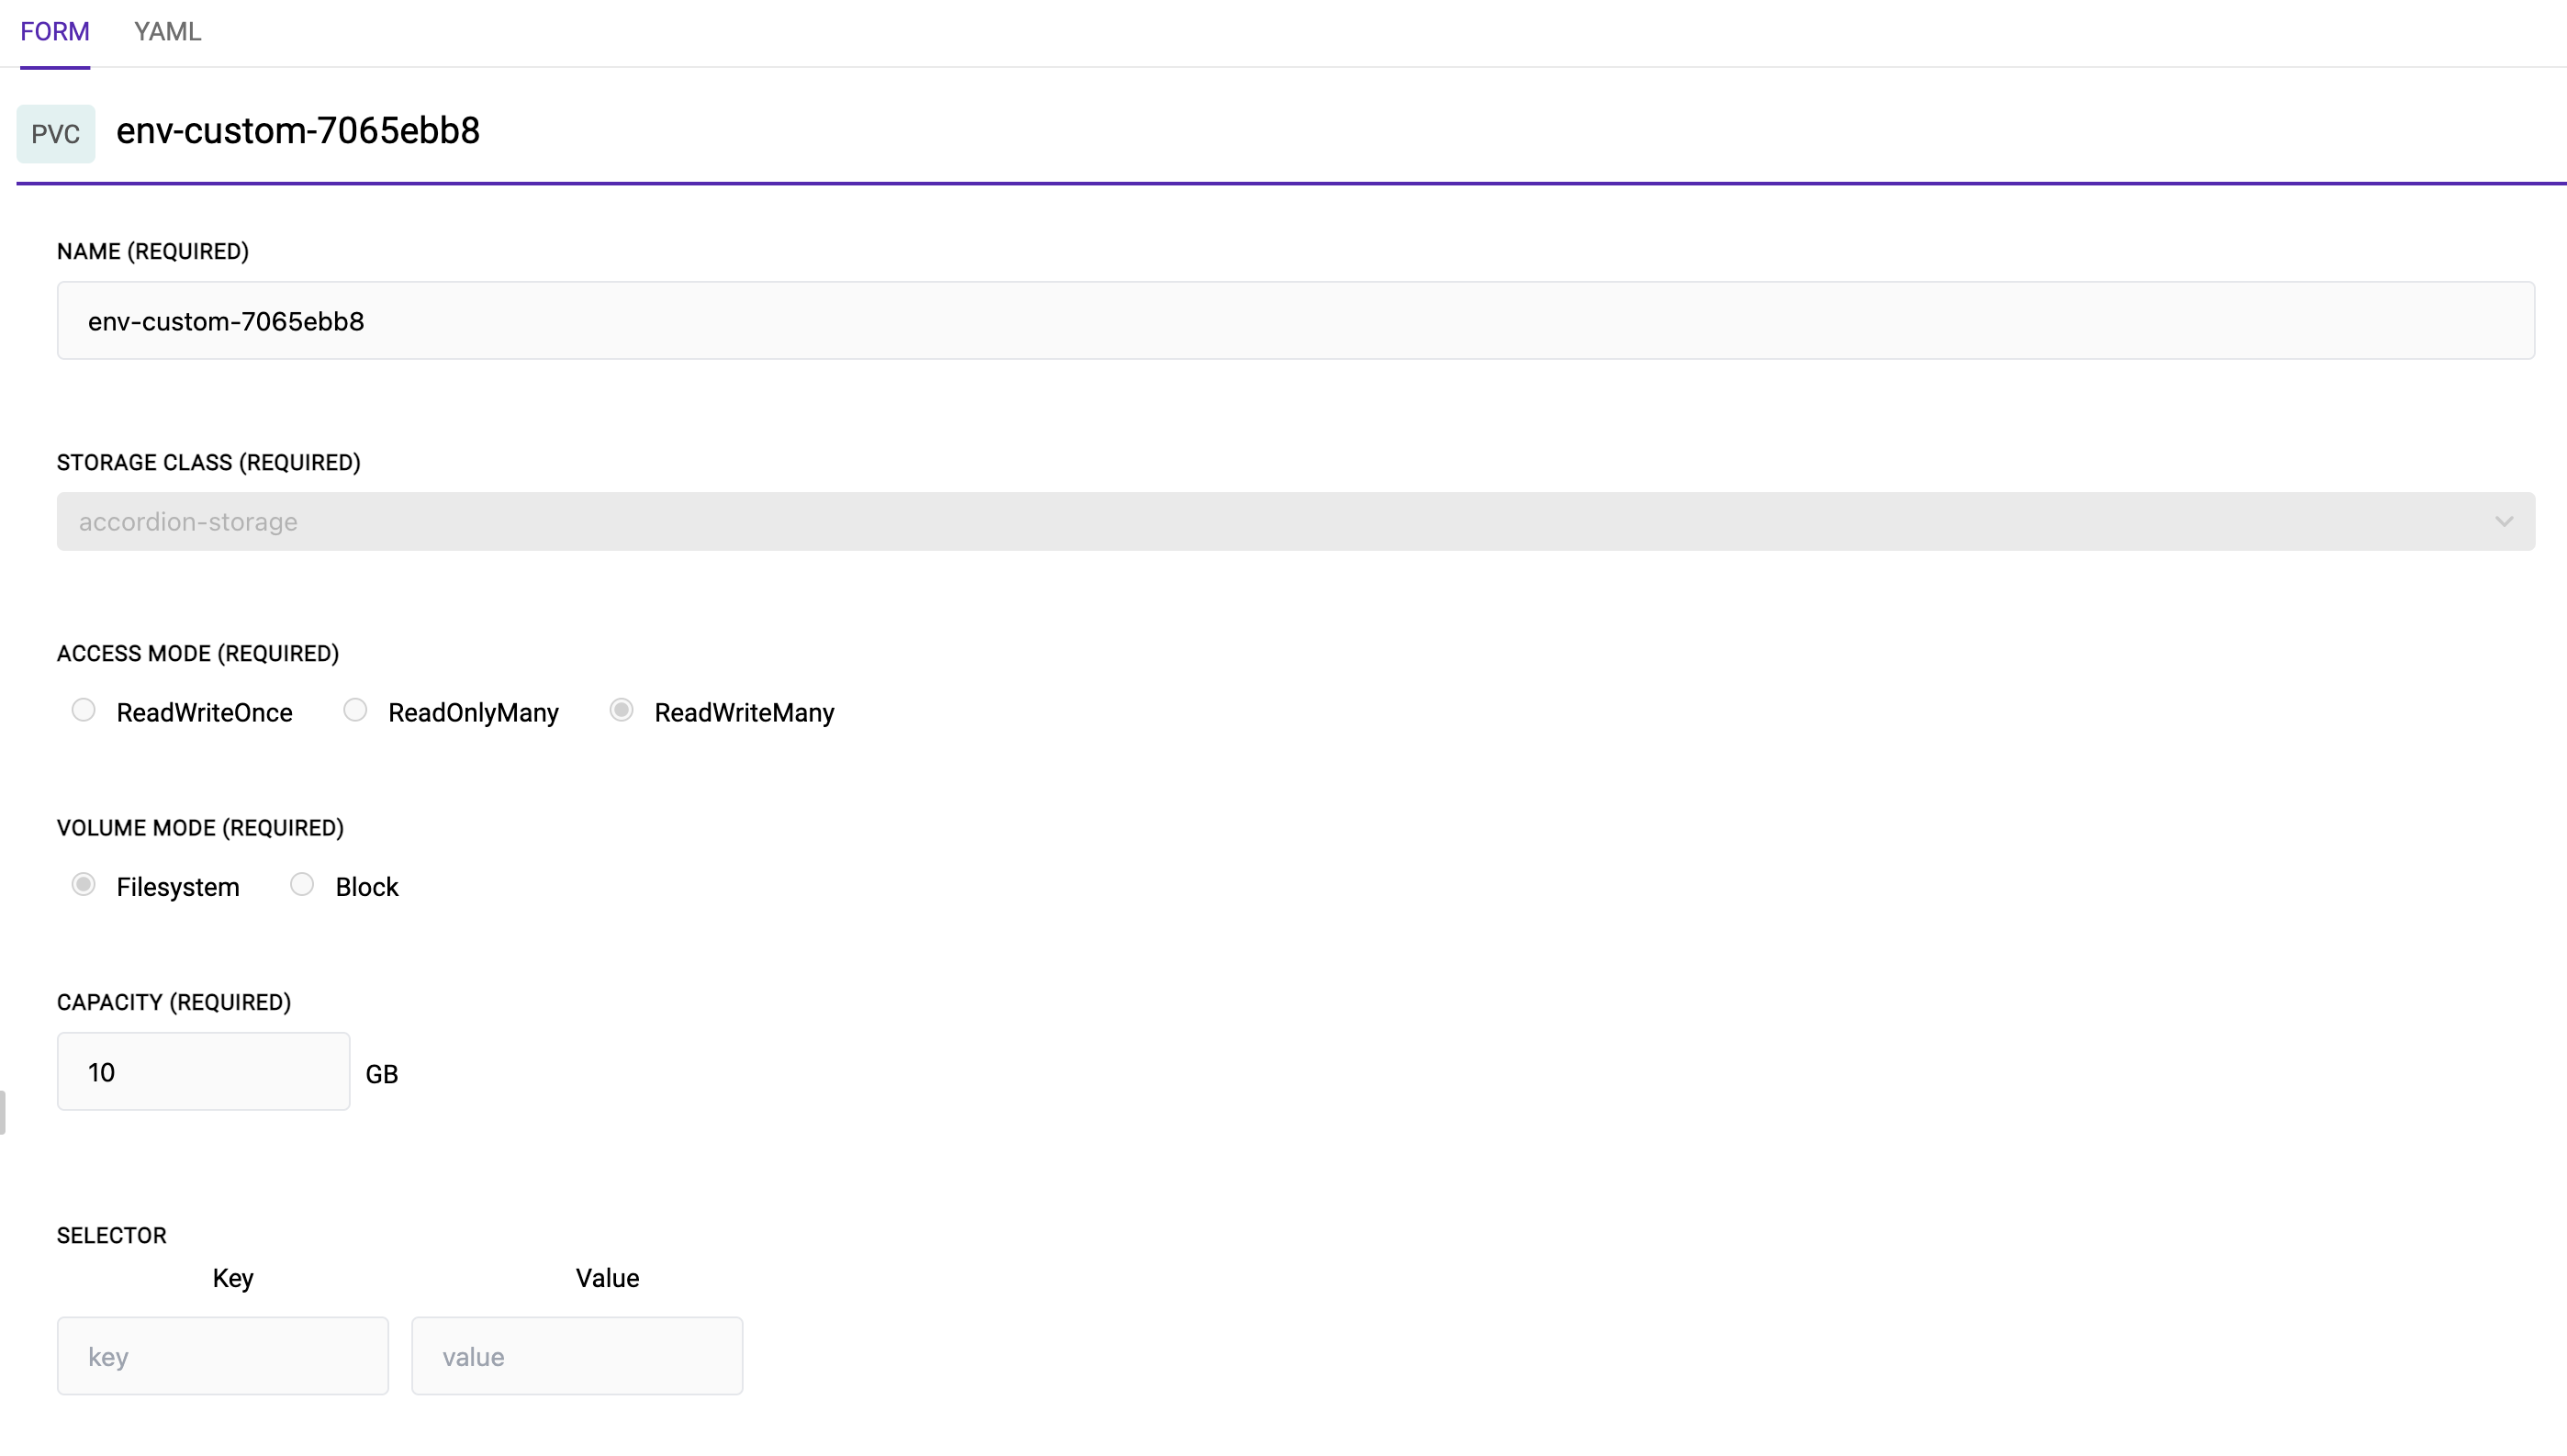 FORM YAML
PVC env-custom-7065ebb8
NAME (REQUIRED)
env-custom-7065ebb8
STORAGE CLASS (REQUIRED)
accordion-storage
ACCESS MODE (REQUIRED)
ReadWriteOnce ReadOnlyMany ReadWriteMany
VOLUME MODE (REQUIRED)
Filesystem Block
CAPACITY (REQUIRED)
10 GB
SELECTOR
Key Value
key value